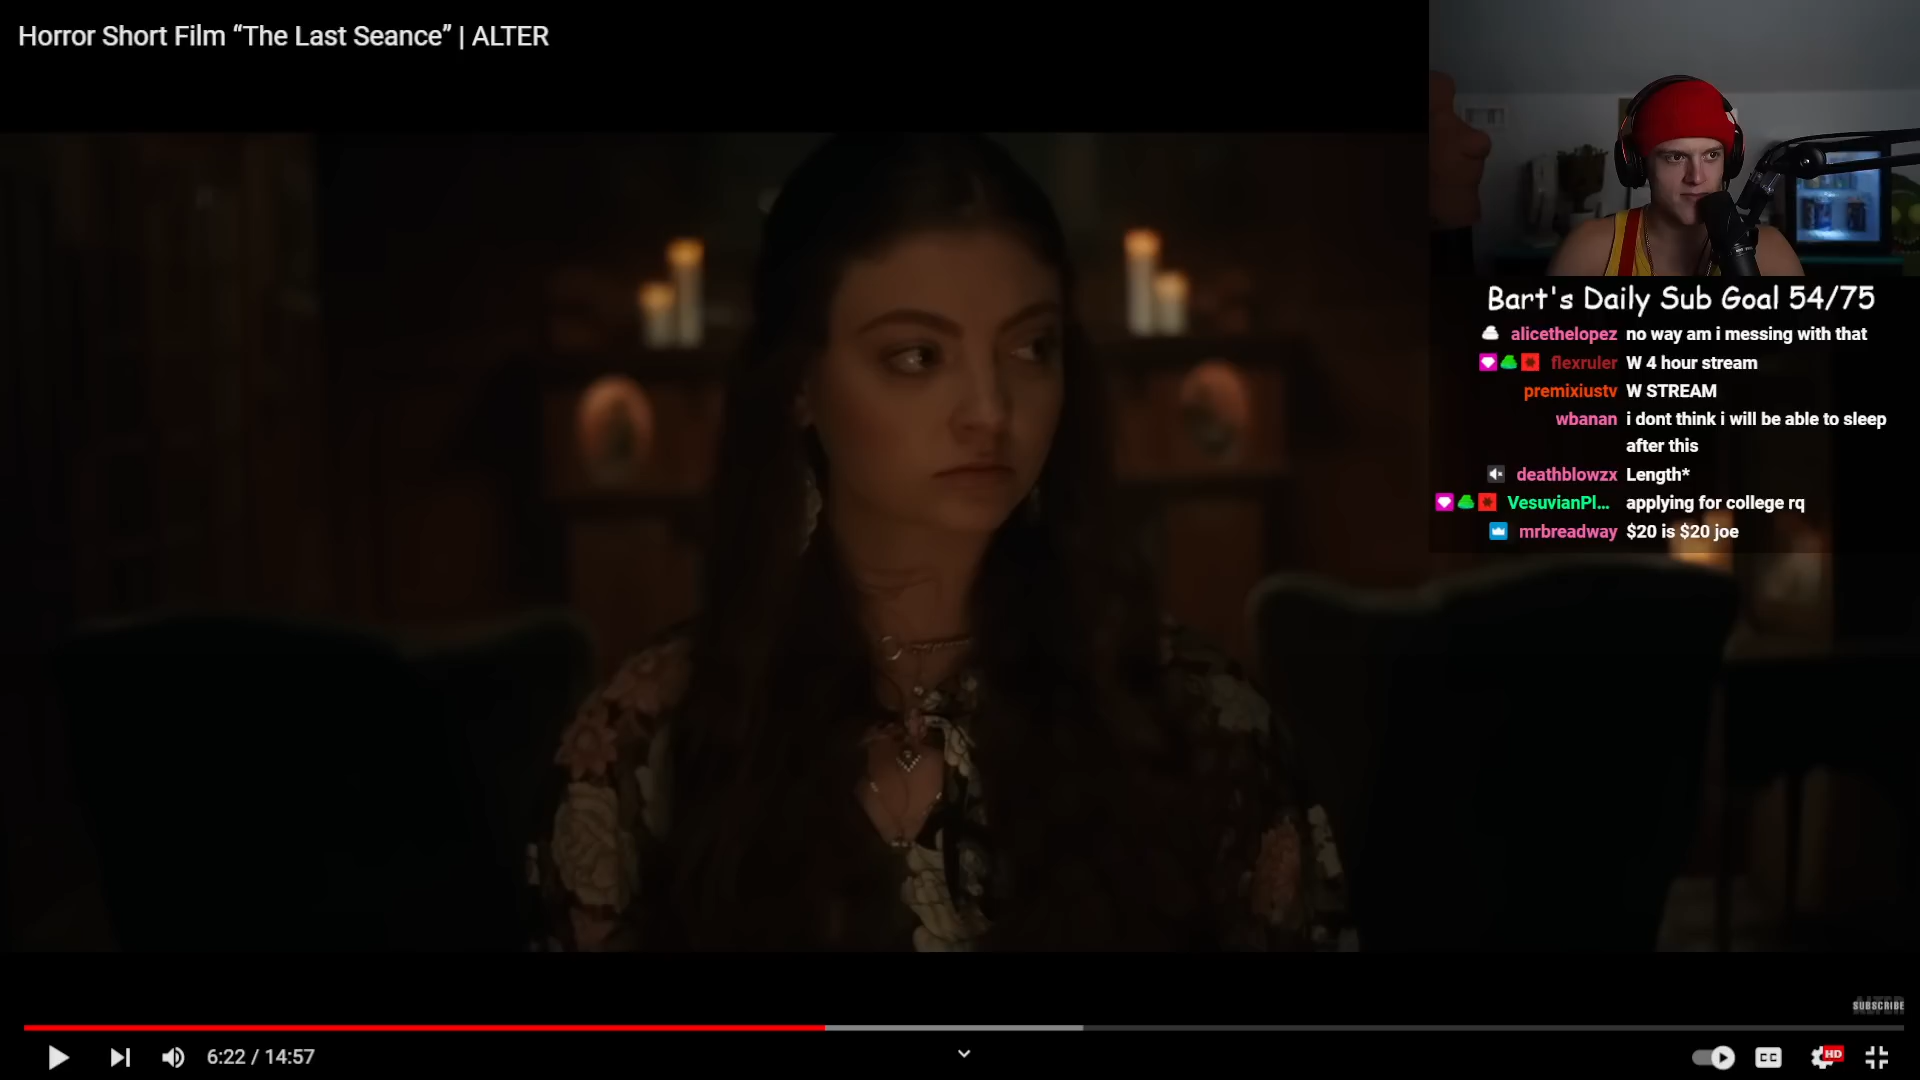 Horror Short Film “The Last Seance” | ALTER
Bart's Daily Sub Goal 54/75
alicethelopez no way am i messing with that
flexruler W 4 hour stream
premixiustv W STREAM
wbanan i dont think i will be able to sleep
after this
deathblowzx Length*
VesuvianPl... applying for college rq
mrbreadway $20 is $20 joe
ALTER
SUBSCRIBE
6:22 / 14:57
CC
HD